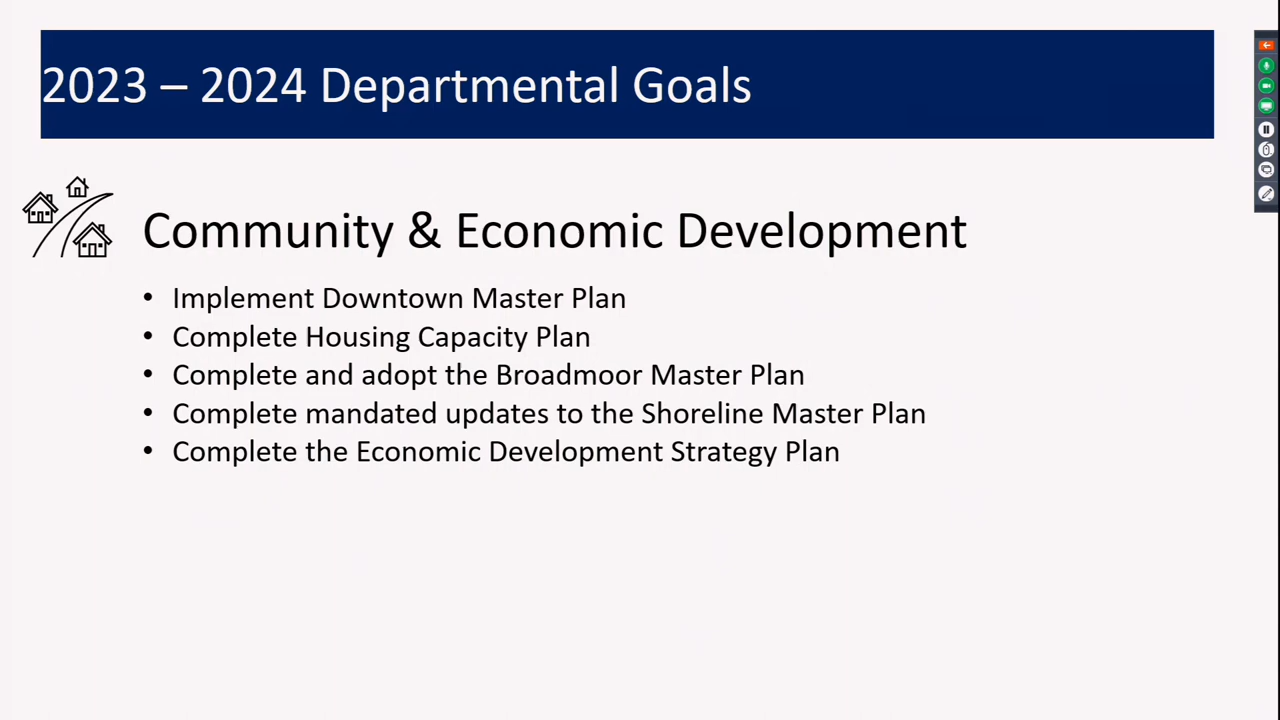 2023 – 2024 Departmental Goals
Community & Economic Development
• Implement Downtown Master Plan
• Complete Housing Capacity Plan
• Complete and adopt the Broadmoor Master Plan
• Complete mandated updates to the Shoreline Master Plan
• Complete the Economic Development Strategy Plan